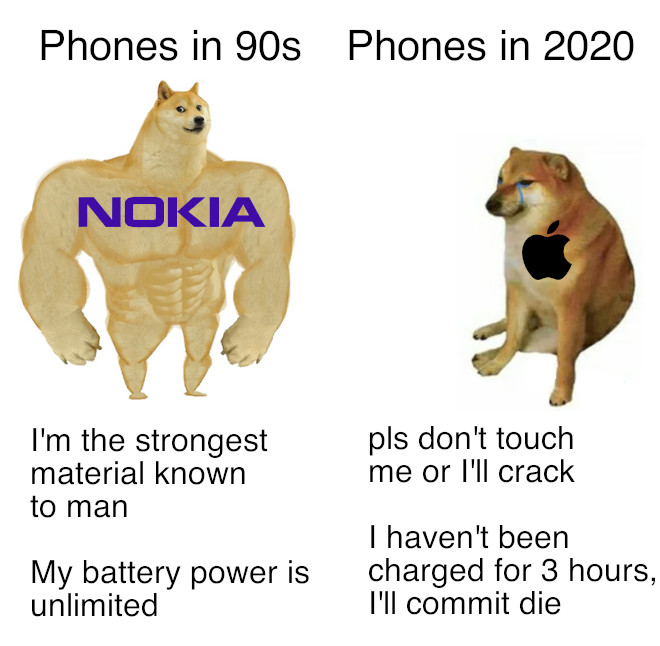 Phones in 90s
Phones in 2020
NOKIA
I'm the strongest
material known
to man
My battery power is
unlimited
pls don't touch
me or I'll crack
I haven't been
charged for 3 hours,
I'll commit die